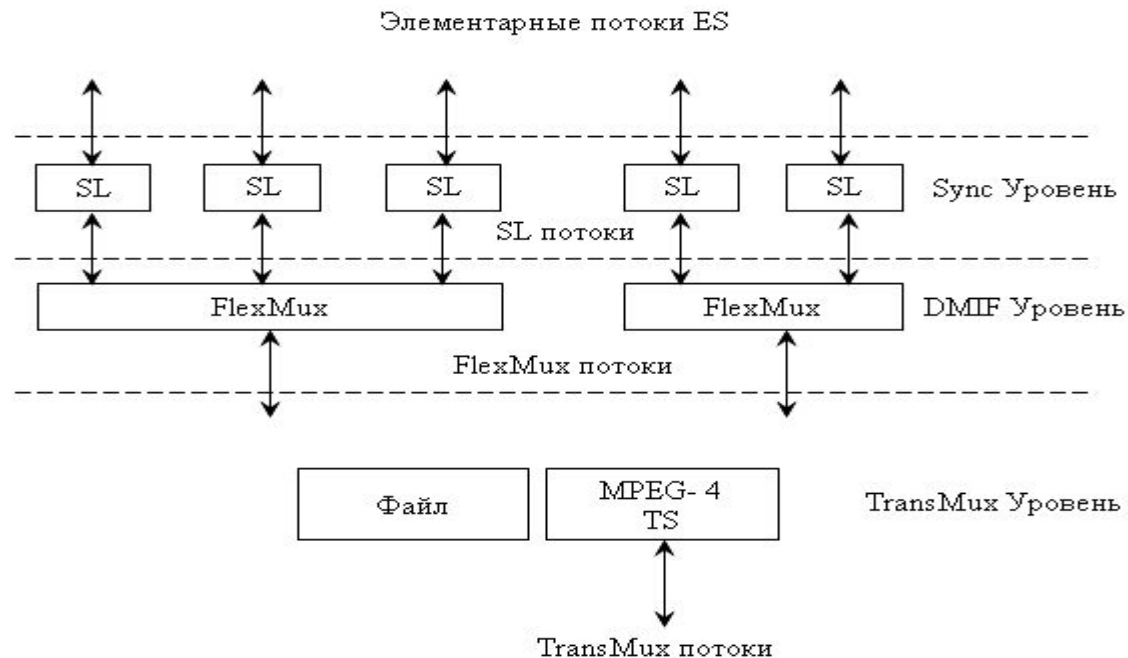 Элементарные потоки ES
SL SL SL SL SL Sync Уровень
SL потоки
FlexMux FlexMux DMIF Уровень
FlexMux потоки
Файл MPEG- 4 TS TransMux Уровень
TransMux потоки